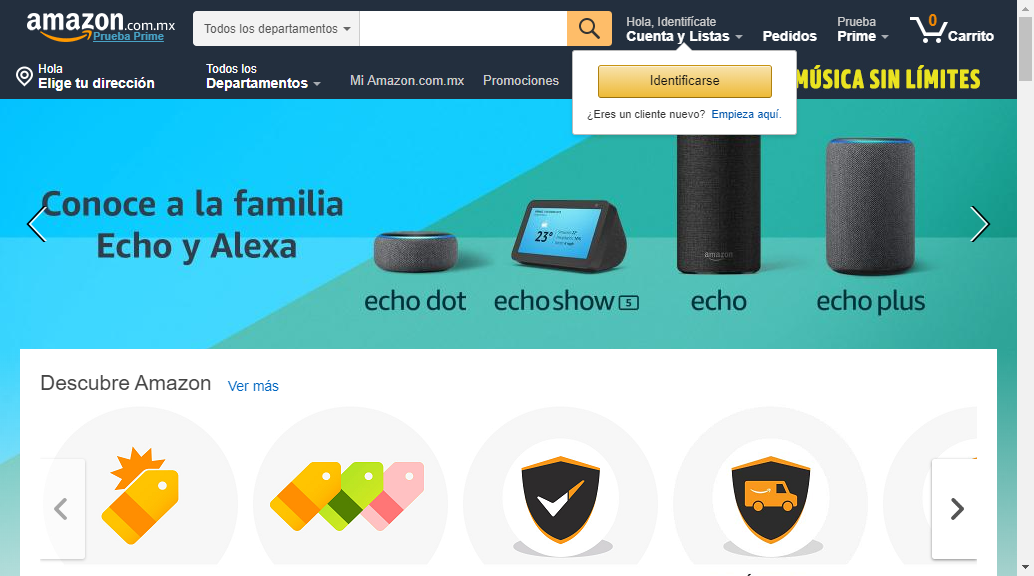 amazon.com.mx
Prueba Prime
Todos los departamentos
Hola, Identifícate
Cuenta y Listas
Pedidos
Prueba
Prime
0
Carrito
Hola
Elige tu dirección
Todos los
Departamentos
Mi Amazon.com.mx
Promociones
MÚSICA SIN LÍMITES
Identificarse
¿Eres un cliente nuevo? Empieza aquí.
Conoce a la familia
Echo y Alexa
23°
amazon
echo dot
echo show 5
echo
echo plus
Descubre Amazon
Ver más